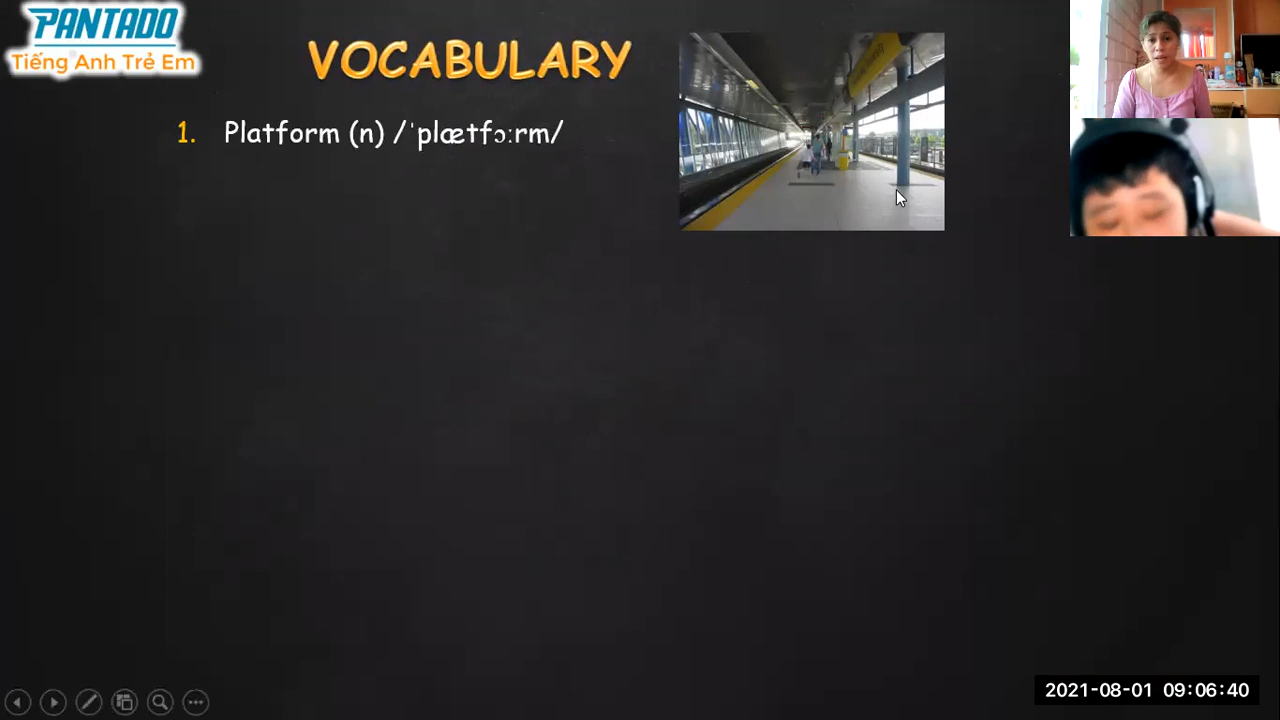 PANTADO
Tiếng Anh Trẻ Em
VOCABULARY
1. Platform (n) /ˈplætfɔːrm/
2021-08-01 09:06:40